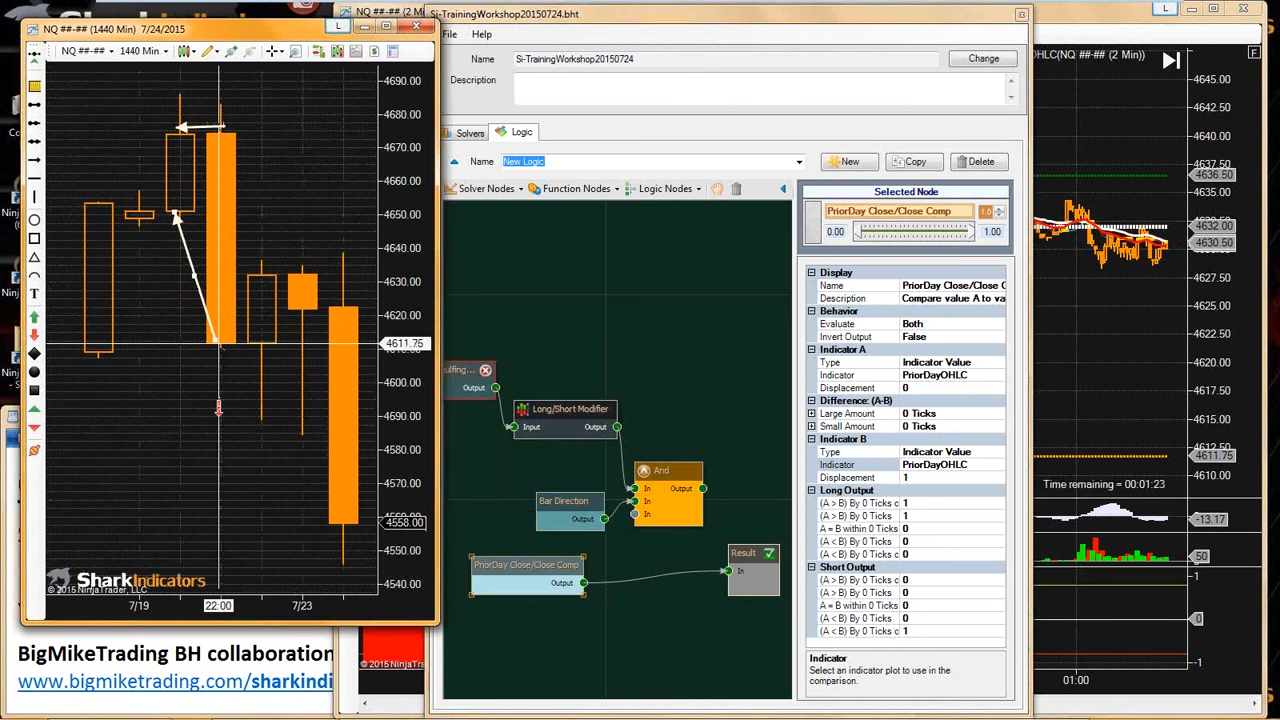 NQ ##-## (1440 Min)  7/24/2015
L
NQ ##-##
1440 Min
4690.00
4680.00
4670.00
4660.00
4650.00
4640.00
4630.00
4620.00
4611.75
4600.00
4590.00
4580.00
4570.00
4558.00
4550.00
4540.00
SharkIndicators
© 2015 NinjaTrader, LLC
7/19
22:00
7/23
BigMikeTrading BH collaboration
www.bigmiketrading.com/sharkindi
NQ ##-## (2 M
Si-TrainingWorkshop20150724.bht
File
Help
Name
Si-TrainingWorkshop20150724
Change
Description
Solvers
Logic
Name
New Logic
New
Copy
Delete
Solver Nodes
Function Nodes
Logic Nodes
ulfing...
Output
Long/Short Modifier
Input
Output
And
In
Output
In
In
Bar Direction
Output
PriorDay Close/Close Comp
Output
Result
In
Selected Node
PriorDay Close/Close Comp
1.0
0.00
1.00
Display
Name PriorDay Close/Close C
Description Compare value A to va
Behavior
Evaluate Both
Invert Output False
Indicator A
Type Indicator Value
Indicator PriorDayOHLC
Displacement 0
Difference: (A-B)
Large Amount 0 Ticks
Small Amount 0 Ticks
Indicator B
Type Indicator Value
Indicator PriorDayOHLC
Displacement 1
Long Output
(A > B) By 0 Ticks c 1
(A > B) By 0 Ticks 1
A = B within 0 Ticks 0
(A < B) By 0 Ticks c 0
(A < B) By 0 Ticks 0
Short Output
(A > B) By 0 Ticks c 0
(A > B) By 0 Ticks 0
A = B within 0 Ticks 0
(A < B) By 0 Ticks c 0
(A < B) By 0 Ticks 1
Indicator
Select an indicator plot to use in the
comparison.
L
OHLC(NQ ##-## (2 Min))
F
4645.00
4642.50
4640.00
4636.50
4635.00
4632.00
4630.50
4627.50
4625.00
4622.50
4620.00
4617.50
4615.00
4611.75
4610.00
Time remaining = 00:01:23
-13.17
50
1
0
-1
01:00
© 2015 NinjaT